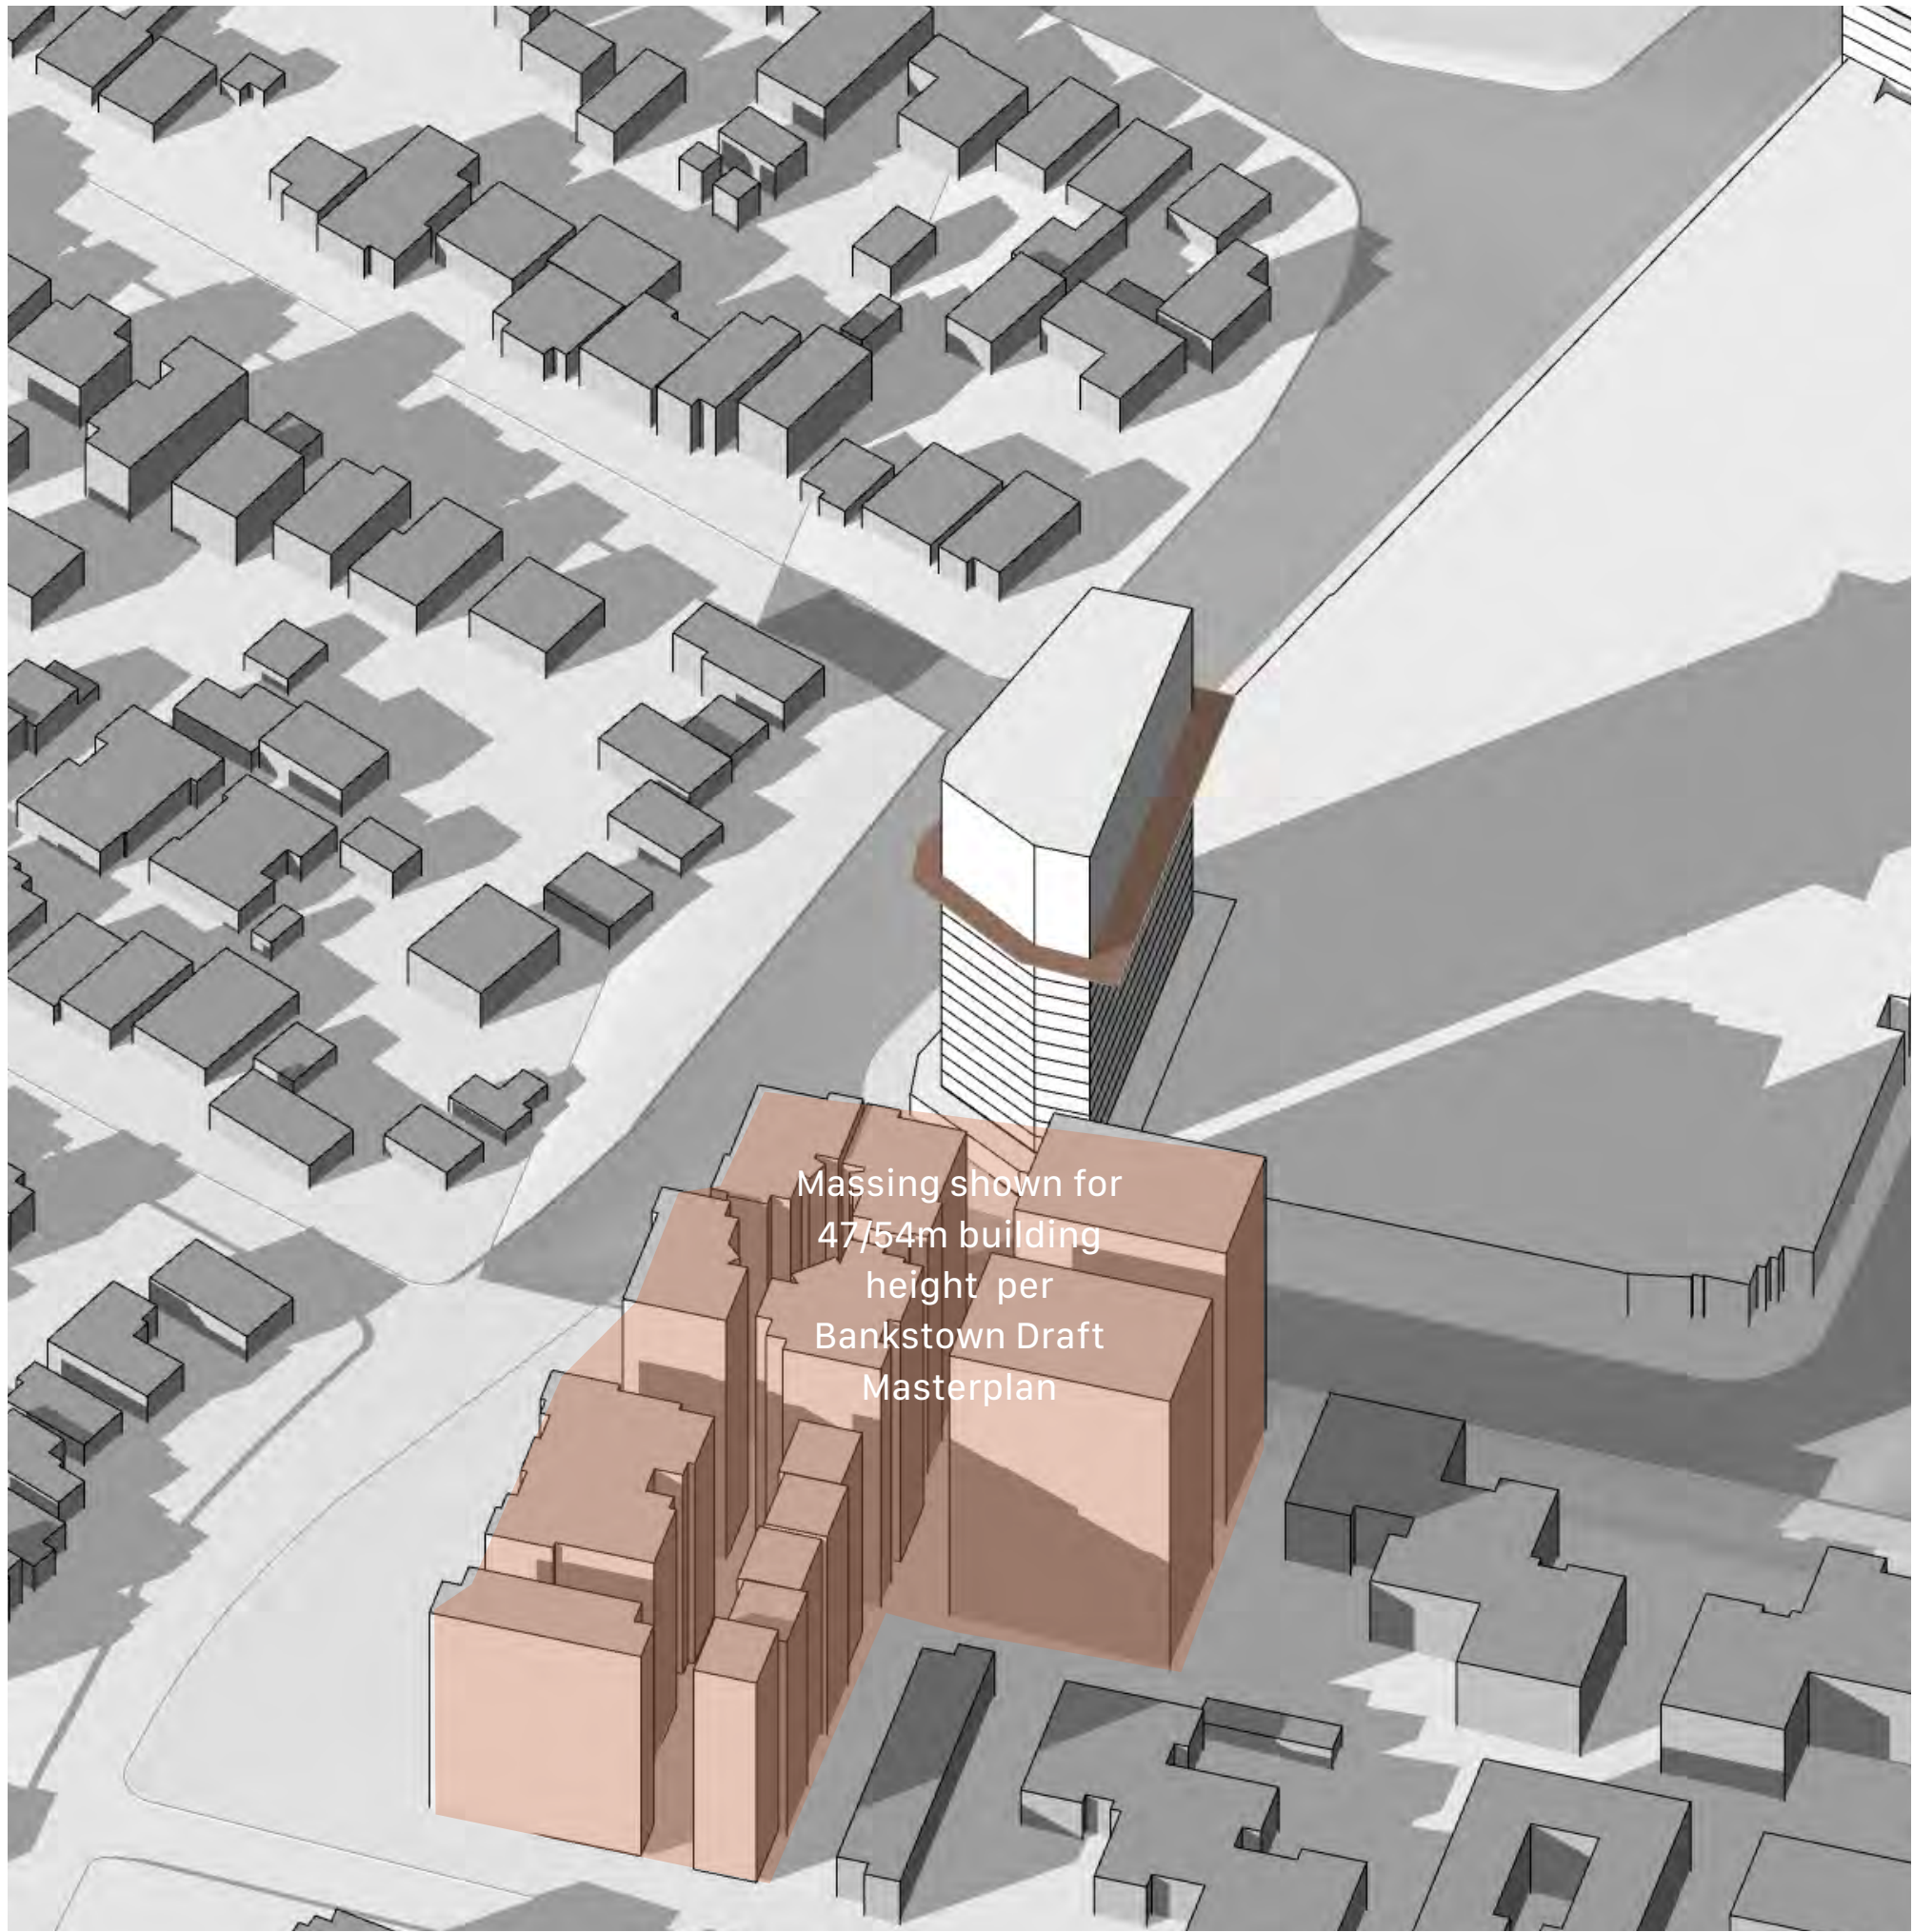 Massing shown for
47/54m building
height per
Bankstown Draft
Masterplan